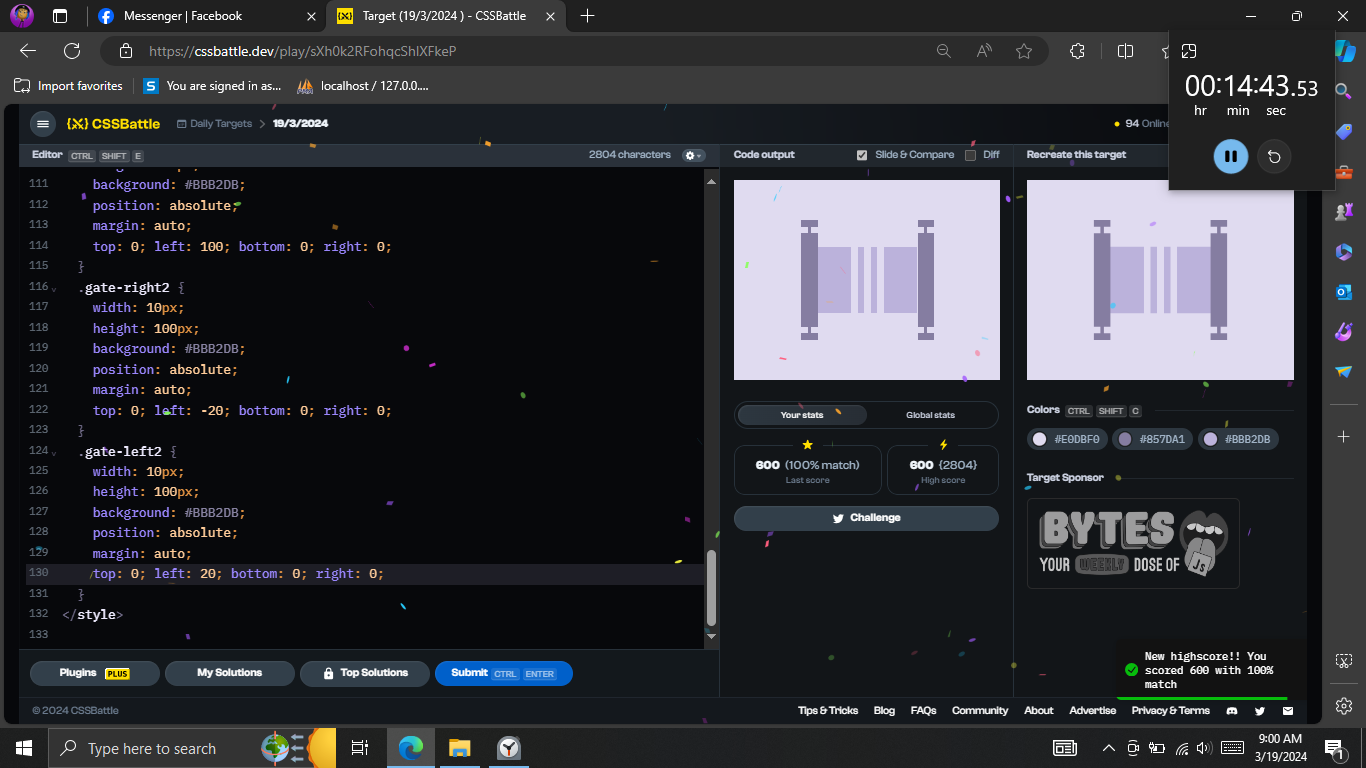 Messenger | Facebook
Target (19/3/2024 ) - CSSBattle
https://cssbattle.dev/play/sXh0k2RFohqcShIXFkeP
Import favorites
S You are signed in as...
localhost / 127.0.0....
00:14:43.53
hr min sec
{X} CSSBattle
Daily Targets > 19/3/2024
94 Online
Editor CTRL SHIFT E
2804 characters
Code output
Slide & Compare
Diff
Recreate this target
111 background: #BBB2DB;
112 position: absolute;
113 margin: auto;
114 top: 0; left: 100; bottom: 0; right: 0;
115 }
116 .gate-right2 {
117 width: 10px;
118 height: 100px;
119 background: #BBB2DB;
120 position: absolute;
121 margin: auto;
122 top: 0; left: -20; bottom: 0; right: 0;
123 }
124 .gate-left2 {
125 width: 10px;
126 height: 100px;
127 background: #BBB2DB;
128 position: absolute;
129 margin: auto;
130 top: 0; left: 20; bottom: 0; right: 0;
131 }
132 </style>
133
Your stats
Global stats
600 (100% match)
Last score
600 {2804}
High score
Challenge
Colors CTRL SHIFT C
#E0DBF0 #857DA1 #BBB2DB
Target Sponsor
BYTES
YOUR WEEKLY DOSE OF JS
New highscore!! You
scored 600 with 100%
match
Plugins PLUS
My Solutions
Top Solutions
Submit CTRL ENTER
© 2024 CSSBattle
Tips & Tricks Blog FAQs Community About Advertise Privacy & Terms
Type here to search
9:00 AM
3/19/2024
1